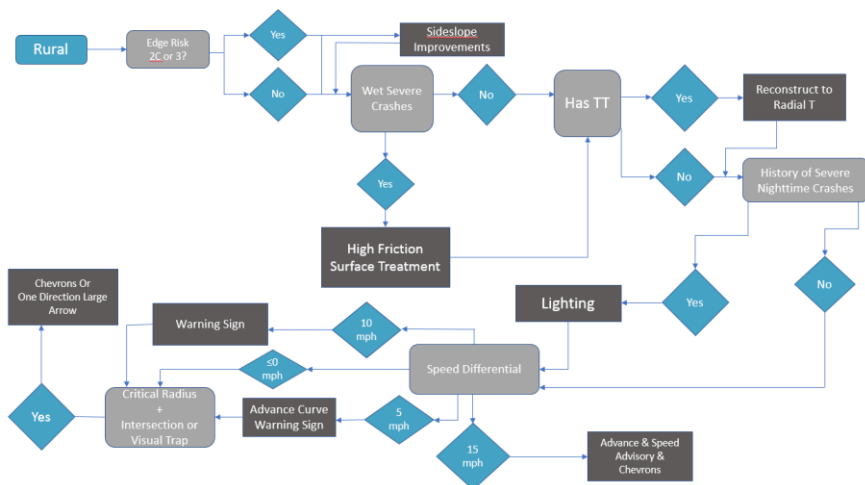 Rural
Edge Risk
2C or 3?
Yes
No
Sideslope
Improvements
Wet Severe
Crashes
No
Has TT
Yes
Reconstruct to
Radial T
Yes
No
History of Severe
Nighttime Crashes
High Friction
Surface Treatment
Yes
No
Lighting
Chevrons Or
One Direction Large
Arrow
Warning Sign
10
mph
Speed Differential
≤0
mph
Critical Radius
+
Intersection or
Visual Trap
Yes
Advance Curve
Warning Sign
5
mph
15
mph
Advance & Speed
Advisory &
Chevrons